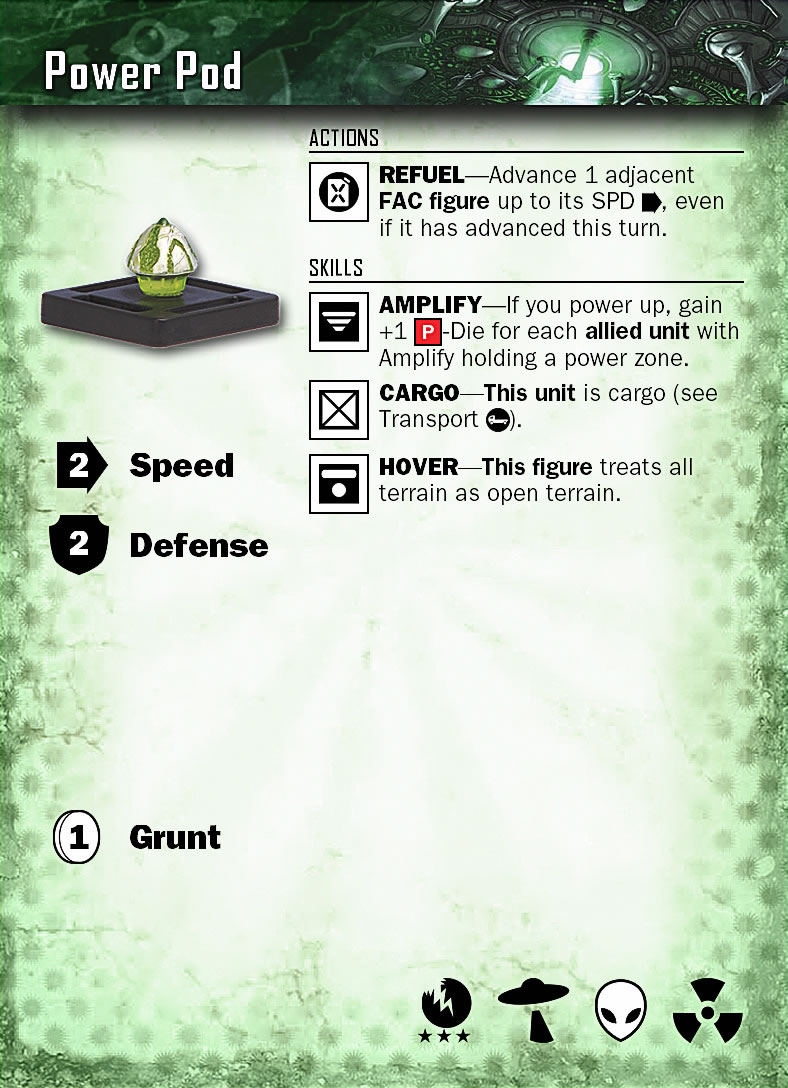 Power Pod
ACTIONS
REFUEL—Advance 1 adjacent
FAC figure up to its SPD , even
if it has advanced this turn.
SKILLS
AMPLIFY—If you power up, gain
+1 P-Die for each allied unit with
Amplify holding a power zone.
CARGO—This unit is cargo (see
Transport ).
HOVER—This figure treats all
terrain as open terrain.
2 Speed
2 Defense
1 Grunt